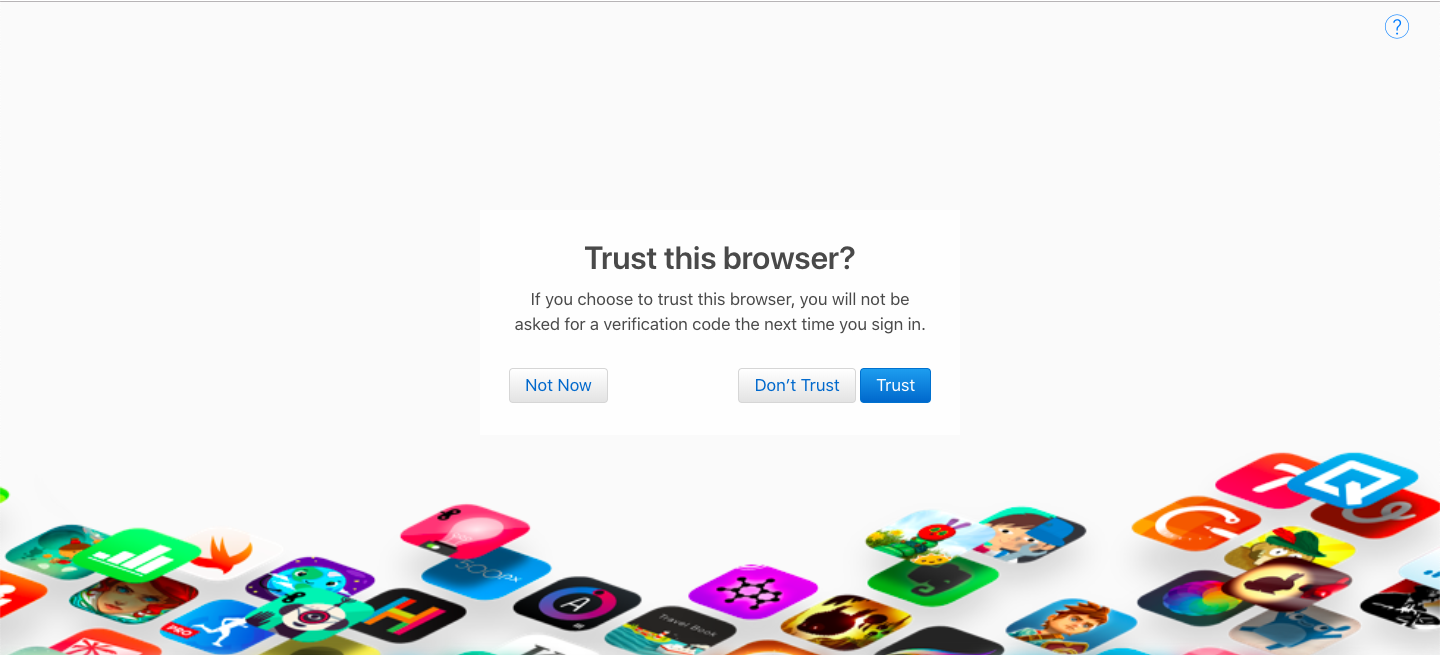 ?
Trust this browser?
If you choose to trust this browser, you will not be
asked for a verification code the next time you sign in.
Not Now
Don’t Trust
Trust
500px
A
H
PRO
Travel Book